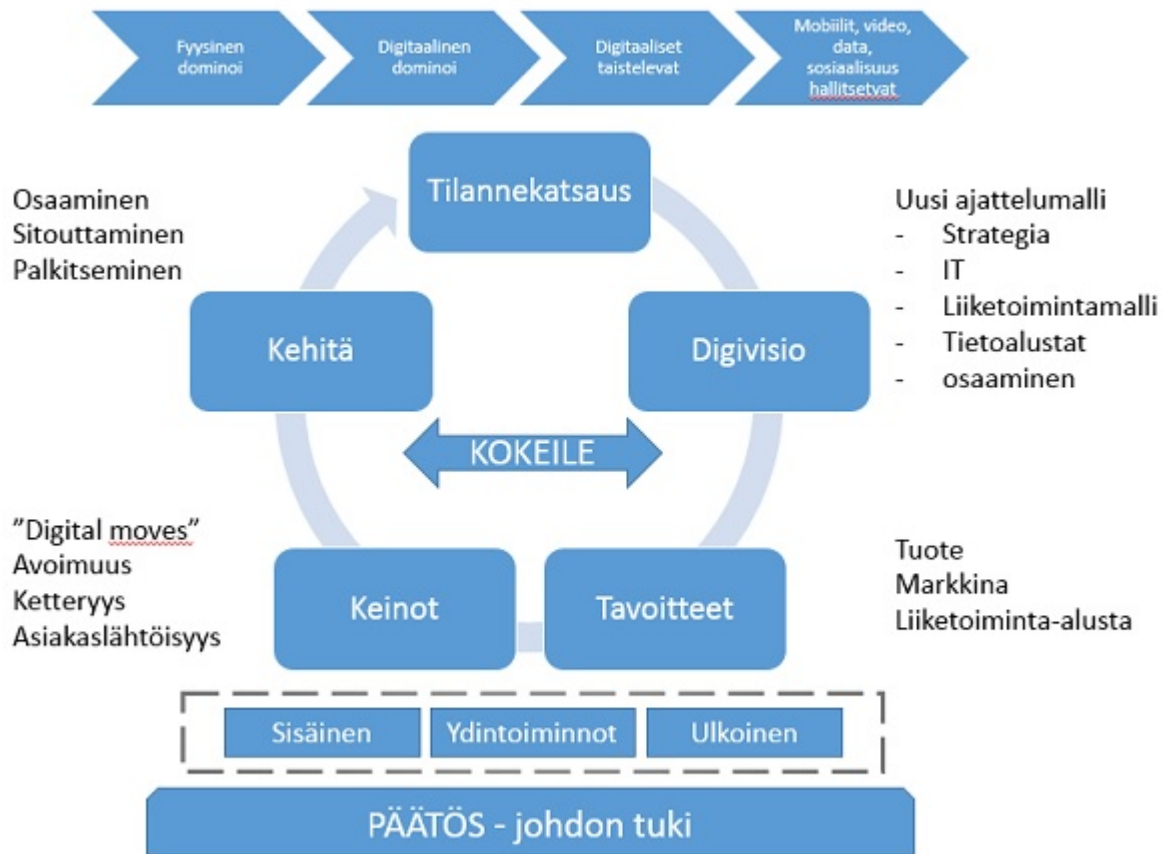 Fyysinen
dominoi
Digitaalinen
dominoi
Digitaaliset
taistelevat
Mobiilit, video,
data,
sosiaalisuus
hallitsetvat
Tilannekatsaus
Osaaminen
Sitouttaminen
Palkitseminen
Uusi ajattelumalli
- Strategia
- IT
- Liiketoimintamalli
- Tietoalustat
- osaaminen
Kehitä
Digivisio
KOKEILE
”Digital moves”
Avoimuus
Ketteryys
Asiakaslähtöisyys
Keinot
Tavoitteet
Tuote
Markkina
Liiketoiminta-alusta
Sisäinen
Ydintoiminnot
Ulkoinen
PÄÄTÖS - johdon tuki